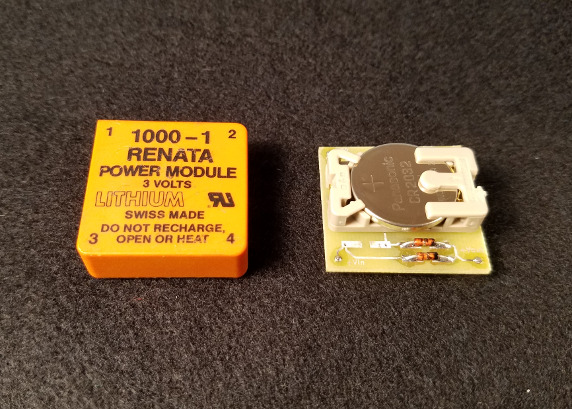 1 1000-1 2
RENATA
POWER MODULE
3 VOLTS
LITHIUM
SWISS MADE
DO NOT RECHARGE,
3 OPEN OR HEAT 4
+
Panasonic
CR2032